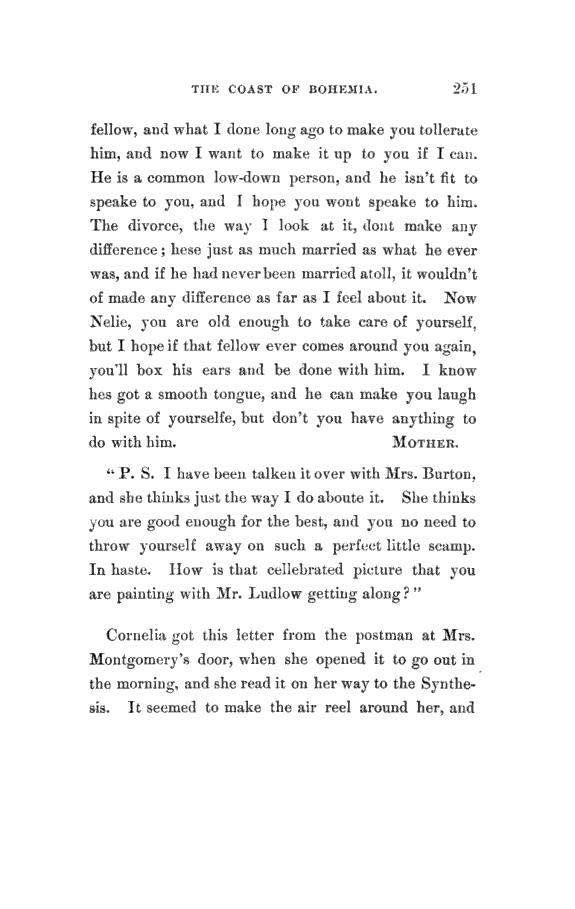 THE COAST OF BOHEMIA. 251
fellow, and what I done long ago to make you tollerate
him, and now I want to make it up to you if I can.
He is a common low-down person, and he isn't fit to
speake to you, and I hope you wont speake to him.
The divorce, the way I look at it, dont make any
difference; hese just as much married as what he ever
was, and if he had never been married atoll, it wouldn't
of made any difference as far as I feel about it. Now
Nelie, you are old enough to take care of yourself,
but I hope if that fellow ever comes around you again,
you'll box his ears and be done with him. I know
hes got a smooth tongue, and he can make you laugh
in spite of yourselfe, but don't you have anything to
do with him. MOTHER.
“P. S. I have been talken it over with Mrs. Burton,
and she thinks just the way I do aboute it. She thinks
you are good enough for the best, and you no need to
throw yourself away on such a perfect little scamp.
In haste. How is that cellebrated picture that you
are painting with Mr. Ludlow getting along?”
Cornelia got this letter from the postman at Mrs.
Montgomery's door, when she opened it to go out in
the morning, and she read it on her way to the Synthe-
sis. It seemed to make the air reel around her, and